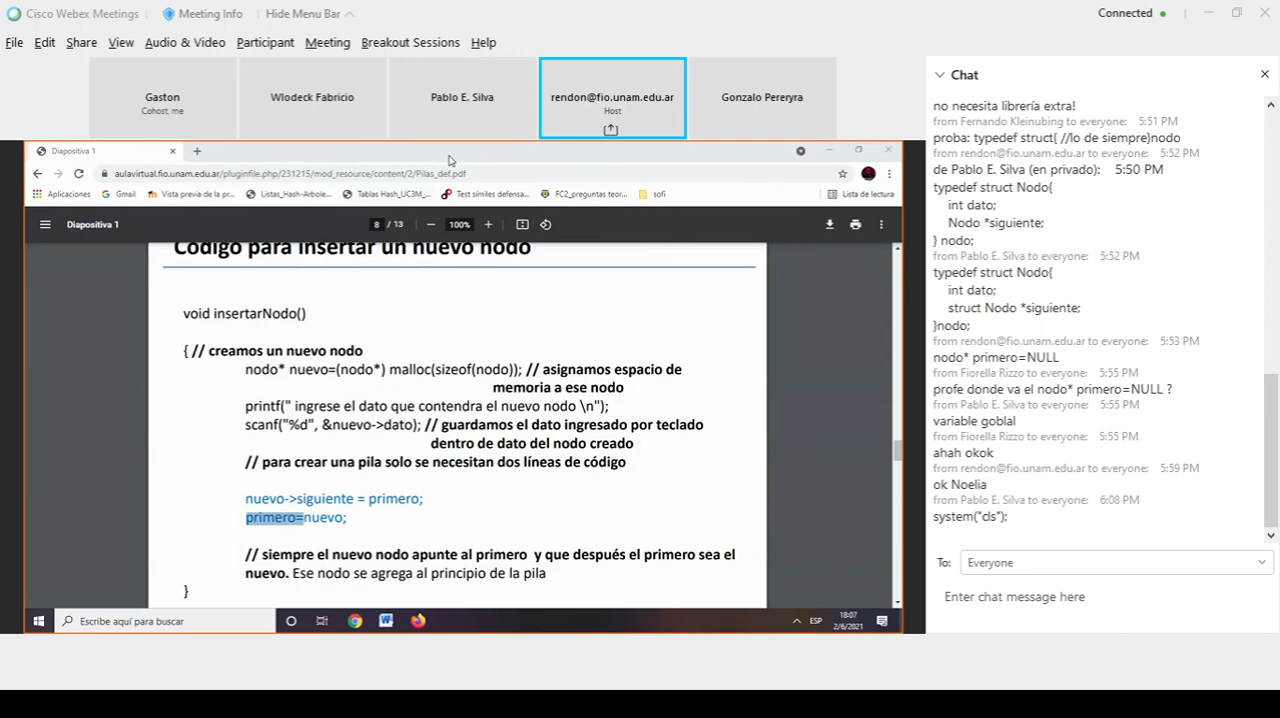 Cisco Webex Meetings
Meeting Info
Hide Menu Bar
Connected
File Edit Share View Audio & Video Participant Meeting Breakout Sessions Help
Gaston
Cohost, me
Wlodeck Fabricio
Pablo E. Silva
rendon@fio.unam.edu.ar
Host
Gonzalo Pereryra
Diapositiva 1
aulavirtual.fio.unam.edu.ar/pluginfile.php/231215/mod_resource/content/2/Pilas_def.pdf
Aplicaciones
Gmail
Vista previa de la pr...
Listas_Hash-Arbole...
Tablas Hash_UC3M_...
Test símiles defensa...
FC2_preguntas teor...
sofi
Lista de lectura
Diapositiva 1
8 / 13
100%
Código para insertar un nuevo nodo
void insertarNodo()
{ // creamos un nuevo nodo
nodo* nuevo=(nodo*) malloc(sizeof(nodo)); // asignamos espacio de
memoria a ese nodo
printf(" ingrese el dato que contendra el nuevo nodo \n");
scanf("%d", &nuevo->dato); // guardamos el dato ingresado por teclado
dentro de dato del nodo creado
// para crear una pila solo se necesitan dos líneas de código
nuevo->siguiente = primero;
primero=nuevo;
// siempre el nuevo nodo apunte al primero y que después el primero sea el
nuevo. Ese nodo se agrega al principio de la pila
}
Escribe aquí para buscar
ESP
18:07
2/6/2021
Chat
no necesita librería extra!
from Fernando Kleinubing to everyone: 5:51 PM
proba: typedef struct{ //lo de siempre}nodo
from rendon@fio.unam.edu.ar to everyone: 5:52 PM
de Pablo E. Silva (en privado): 5:50 PM
typedef struct Nodo{
int dato;
Nodo *siguiente;
} nodo;
from Pablo E. Silva to everyone: 5:52 PM
typedef struct Nodo{
int dato;
struct Nodo *siguiente;
}nodo;
from rendon@fio.unam.edu.ar to everyone: 5:53 PM
nodo* primero=NULL
from Fiorella Rizzo to everyone: 5:55 PM
profe donde va el nodo* primero=NULL ?
from Pablo E. Silva to everyone: 5:55 PM
variable goblal
from Fiorella Rizzo to everyone: 5:55 PM
ahah okok
from rendon@fio.unam.edu.ar to everyone: 5:59 PM
ok Noelia
from Pablo E. Silva to everyone: 6:08 PM
system("cls");
To: Everyone
Enter chat message here